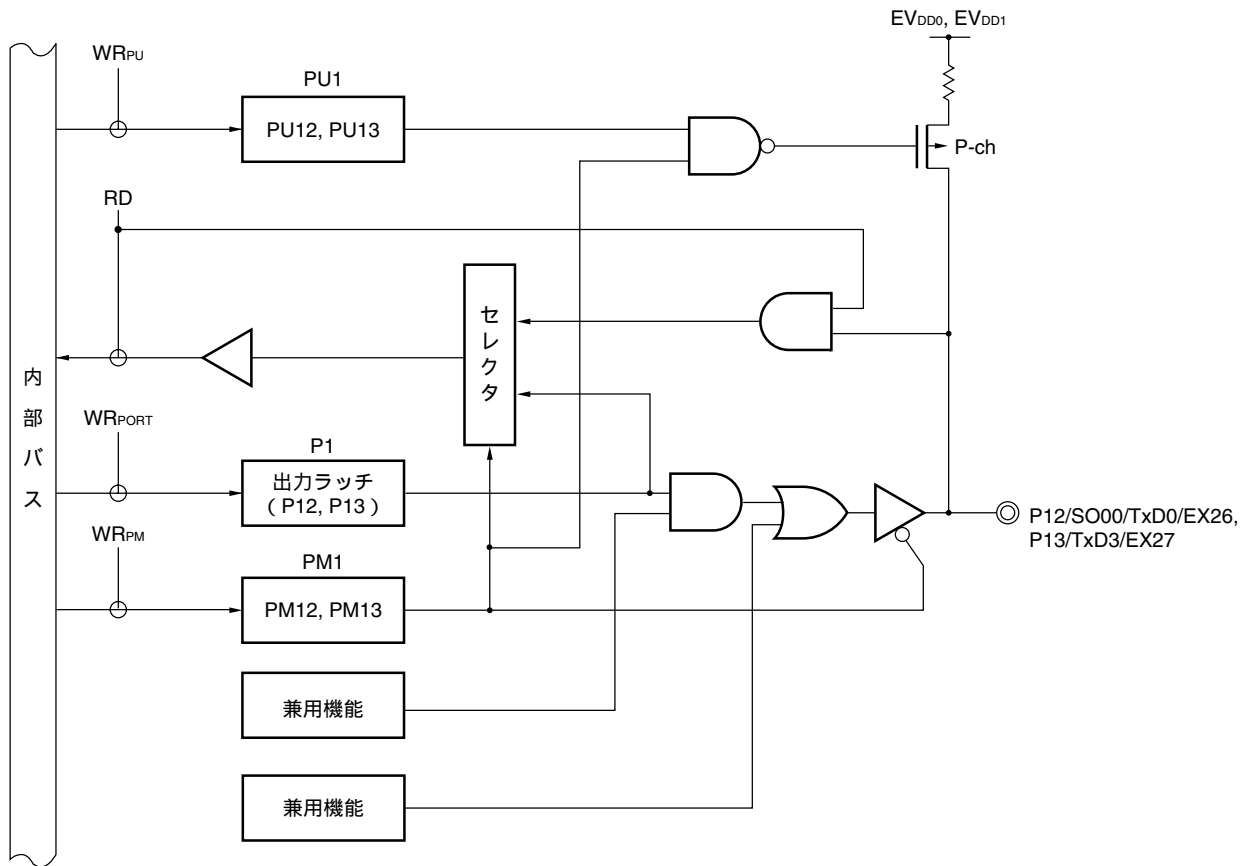 EVDD0, EVDD1
WRPU
PU1
PU12, PU13
P-ch
RD
セレクタ
内部バス
WRPORT
P1
出力ラッチ
( P12, P13 )
P12/SO00/TxD0/EX26,
P13/TxD3/EX27
WRPM
PM1
PM12, PM13
兼用機能
兼用機能